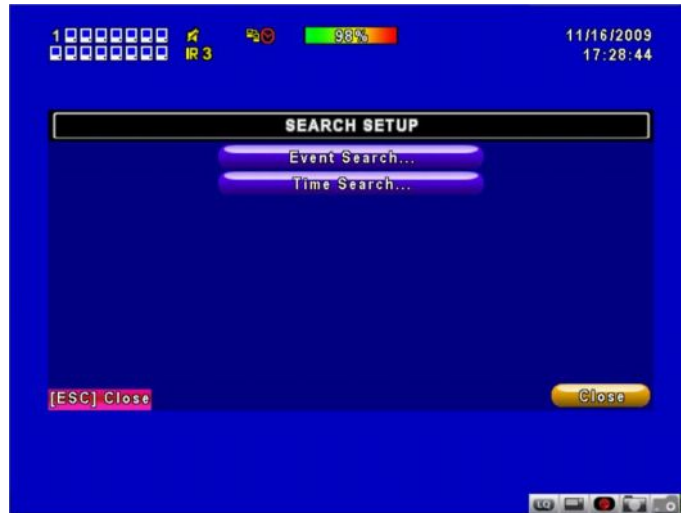 1 98% 11/16/2009
IR 3 17:28:44
SEARCH SETUP
Event Search...
Time Search...
[ESC] Close
Close
LQ